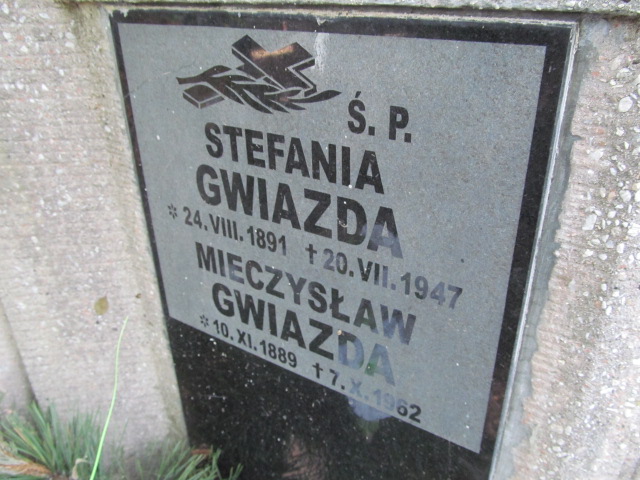 Ś. P.
STEFANIA
GWIAZDA
* 24. VIII. 1891 † 20. VII. 1947
MIECZYSŁAW
GWIAZDA
* 10. XI. 1889 † 7. X. 1962